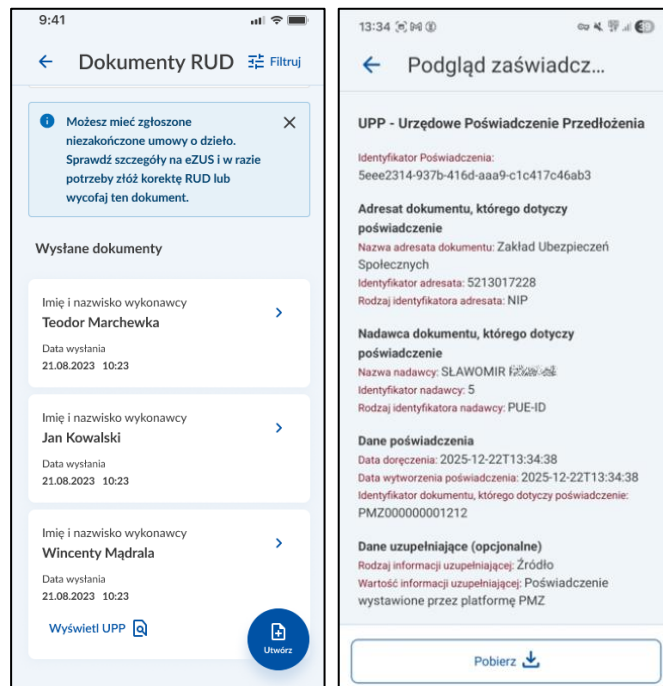 9:41
Dokumenty RUD Filtruj
Możesz mieć zgłoszone
niezakończone umowy o dzieło.
Sprawdź szczegóły na eZUS i w razie
potrzeby złóż korektę RUD lub
wycofaj ten dokument.
Wysłane dokumenty
Imię i nazwisko wykonawcy
Teodor Marchewka
Data wysłania
21.08.2023 10:23
Imię i nazwisko wykonawcy
Jan Kowalski
Data wysłania
21.08.2023 10:23
Imię i nazwisko wykonawcy
Wincenty Mądrala
Data wysłania
21.08.2023 10:23
Wyświetl UPP
Utwórz
13:34
Podgląd zaświadcz...
UPP - Urzędowe Poświadczenie Przedłożenia
Identyfikator Poświadczenia:
5eee2314-937b-416d-aaa9-c1c417c46ab3
Adresat dokumentu, którego dotyczy
poświadczenie
Nazwa adresata dokumentu: Zakład Ubezpieczeń
Społecznych
Identyfikator adresata: 5213017228
Rodzaj identyfikatora adresata: NIP
Nadawca dokumentu, którego dotyczy
poświadczenie
Nazwa nadawcy: SŁAWOMIR
Identyfikator nadawcy: 5
Rodzaj identyfikatora nadawcy: PUE-ID
Dane poświadczenia
Data doręczenia: 2025-12-22T13:34:38
Data wytworzenia poświadczenia: 2025-12-22T13:34:38
Identyfikator dokumentu, którego dotyczy poświadczenie:
PMZ000000001212
Dane uzupełniające (opcjonalne)
Rodzaj informacji uzupełniającej: Źródło
Wartość informacji uzupełniającej: Poświadczenie
wystawione przez platformę PMZ
Pobierz